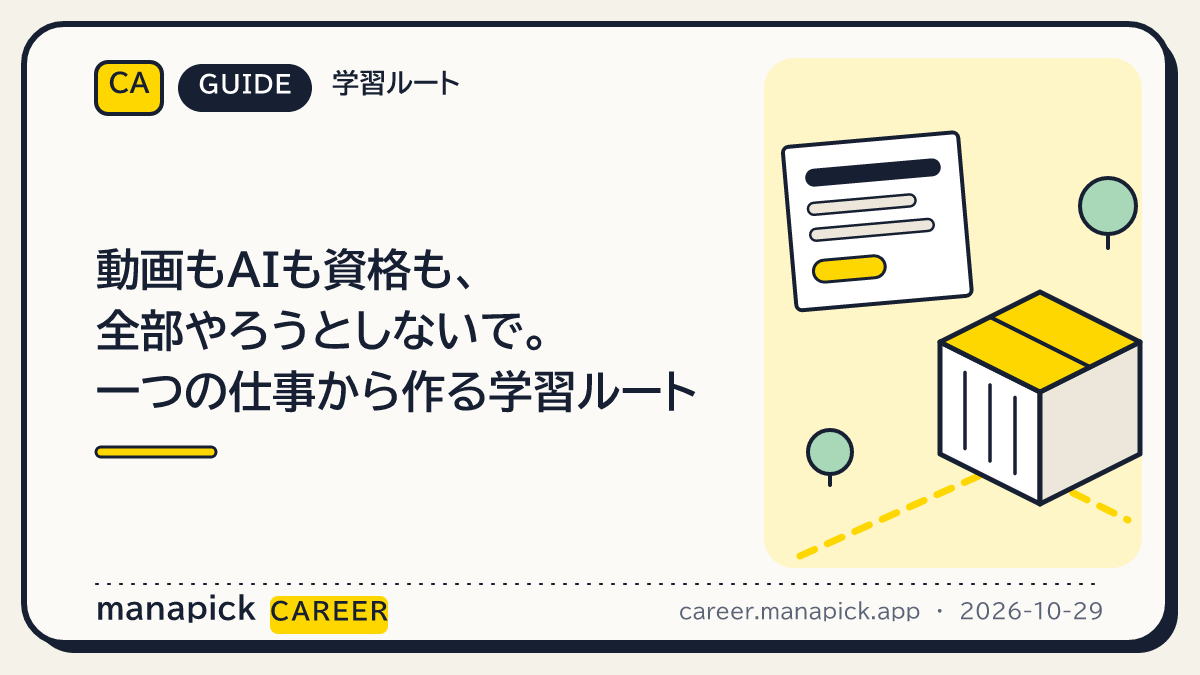 CA GUIDE 学習ルート
動画もAIも資格も、
全部やろうとしないで。
一つの仕事から作る学習ルート
manapick CAREER
career.manapick.app ・ 2026-10-29